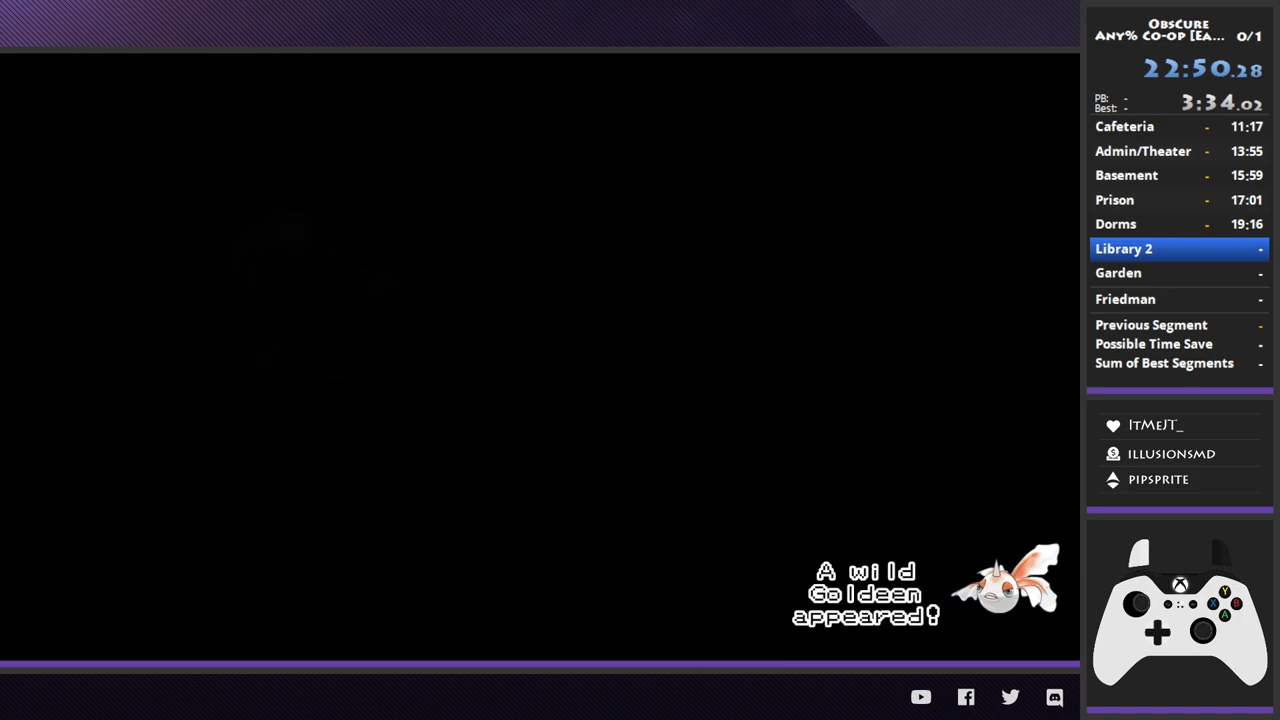 ObsCure
Any% Co-op [Ea... 0/1
22:50.28
PB: -
Best: -
3:34.02
Cafeteria - 11:17
Admin/Theater - 13:55
Basement - 15:59
Prison - 17:01
Dorms - 19:16
Library 2 -
Garden -
Friedman -
Previous Segment -
Possible Time Save -
Sum of Best Segments -
ItMeJT_
illusionsmd
pipsprite
Y
X B
A
A wild
Goldeen
appeared!